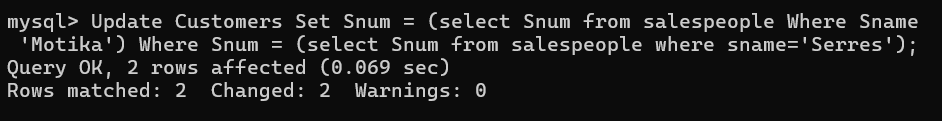 mysql> Update Customers Set Snum = (select Snum from salespeople Where Sname
 'Motika') Where Snum = (select Snum from salespeople where sname='Serres');
Query OK, 2 rows affected (0.069 sec)
Rows matched: 2  Changed: 2  Warnings: 0